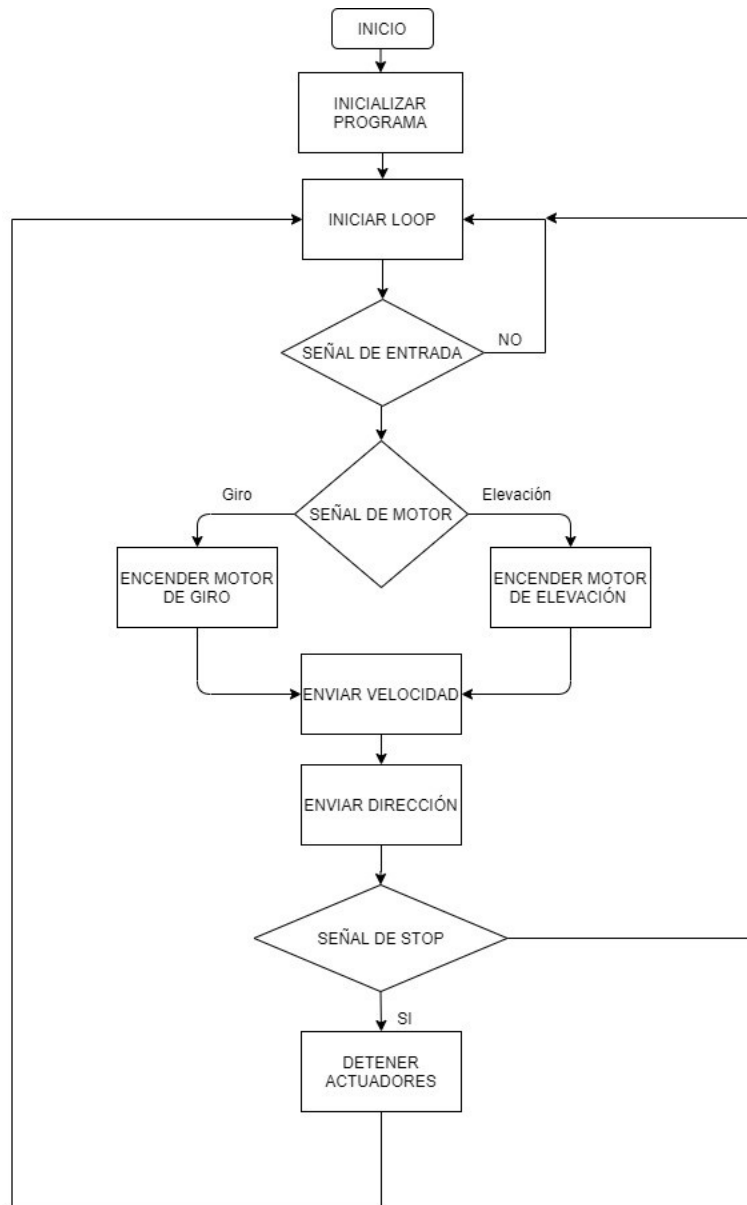 INICIO
INICIALIZAR
PROGRAMA
INICIAR LOOP
SEÑAL DE ENTRADA
NO
SEÑAL DE MOTOR
Giro
Elevación
ENCENDER MOTOR
DE GIRO
ENCENDER MOTOR
DE ELEVACIÓN
ENVIAR VELOCIDAD
ENVIAR DIRECCIÓN
SEÑAL DE STOP
SI
DETENER
ACTUADORES